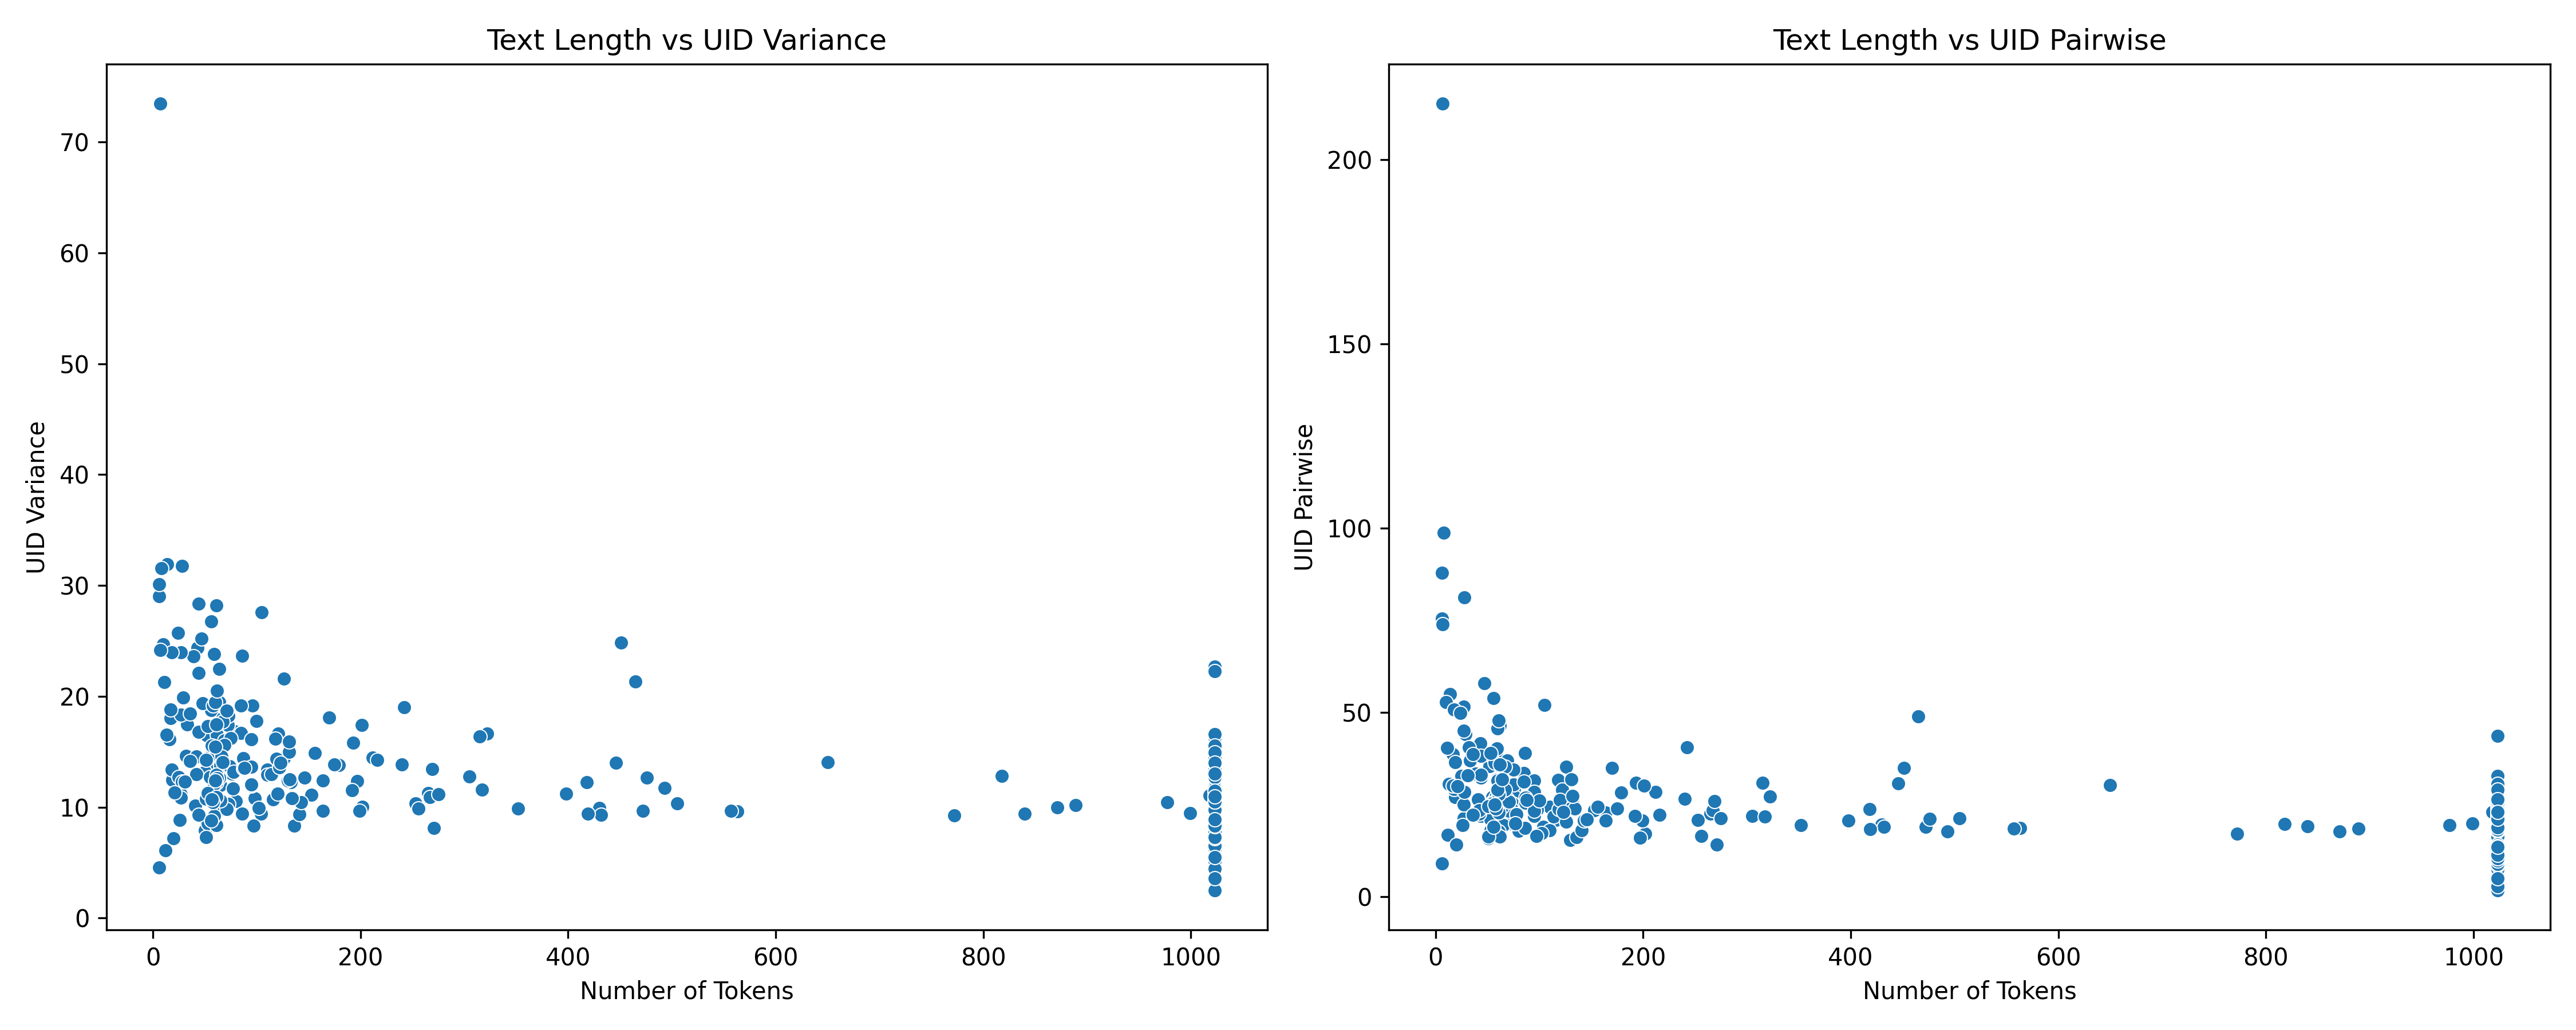 Text Length vs UID Variance
UID Variance
70
60
50
40
30
20
10
0
0 200 400 600 800 1000
Number of Tokens
Text Length vs UID Pairwise
UID Pairwise
200
150
100
50
0
0 200 400 600 800 1000
Number of Tokens